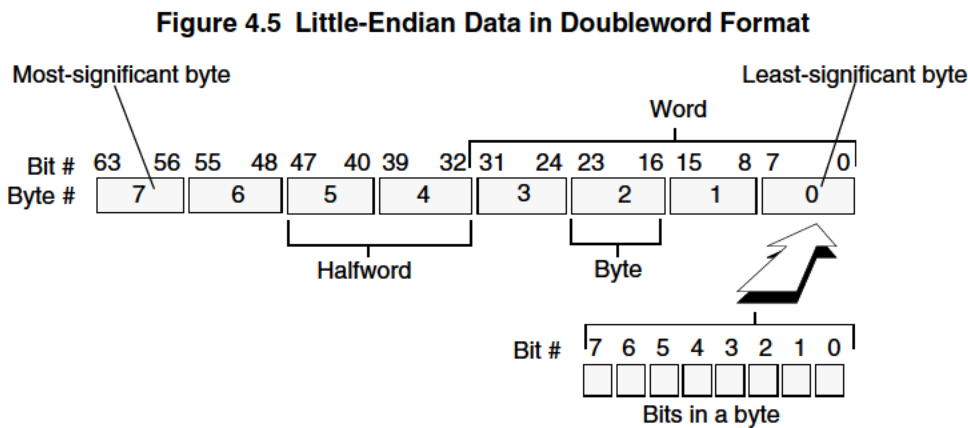 Figure 4.5 Little-Endian Data in Doubleword Format
Most-significant byte Least-significant byte
Word
Bit # 63 56 55 48 47 40 39 32 31 24 23 16 15 8 7 0
Byte # 7 6 5 4 3 2 1 0
Halfword Byte
Bit # 7 6 5 4 3 2 1 0
Bits in a byte